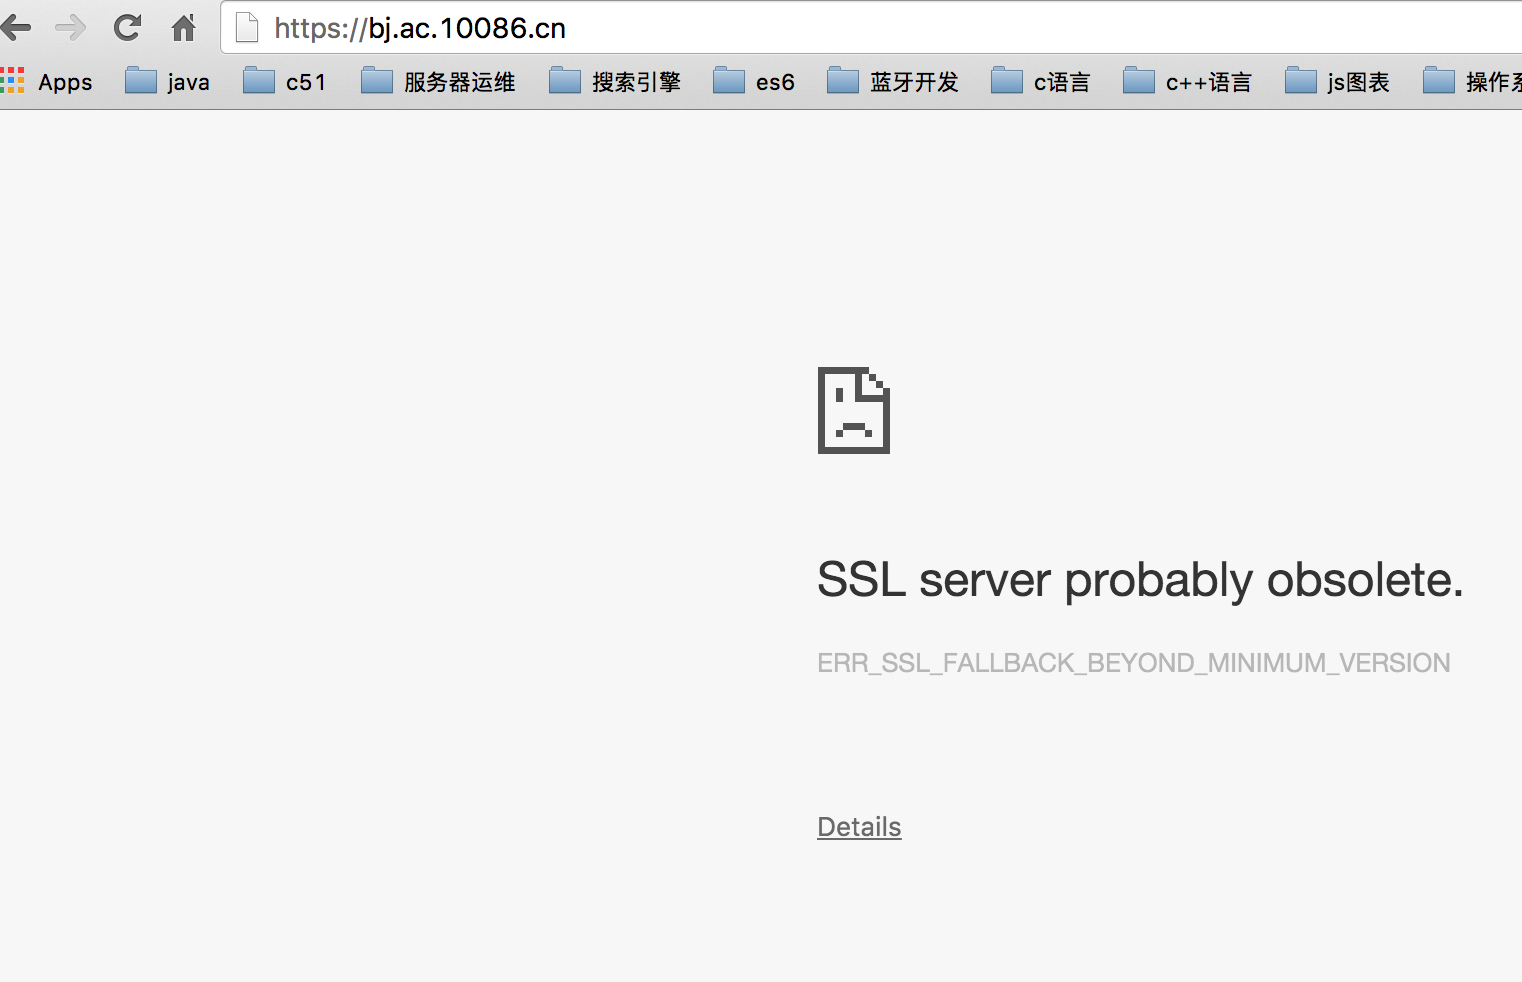 https://bj.ac.10086.cn
Apps java c51 服务器运维 搜索引擎 es6 蓝牙开发 c语言 c++语言 js图表 操作
SSL server probably obsolete.
ERR_SSL_FALLBACK_BEYOND_MINIMUM_VERSION
Details